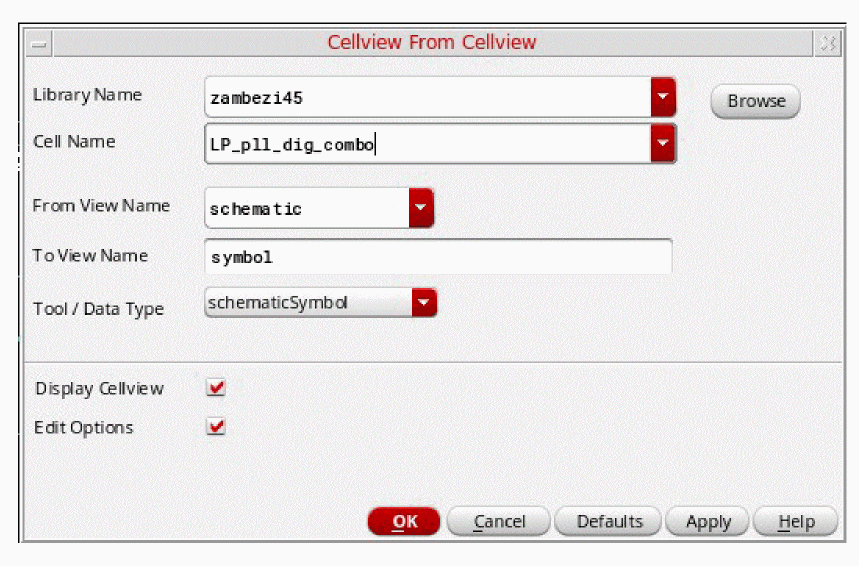 Cellview From Cellview
Library Name zambezi45 Browse
Cell Name LP_pll_dig_combo
From View Name schematic
To View Name symbol
Tool / Data Type schematicSymbol
Display Cellview
Edit Options
OK Cancel Defaults Apply Help